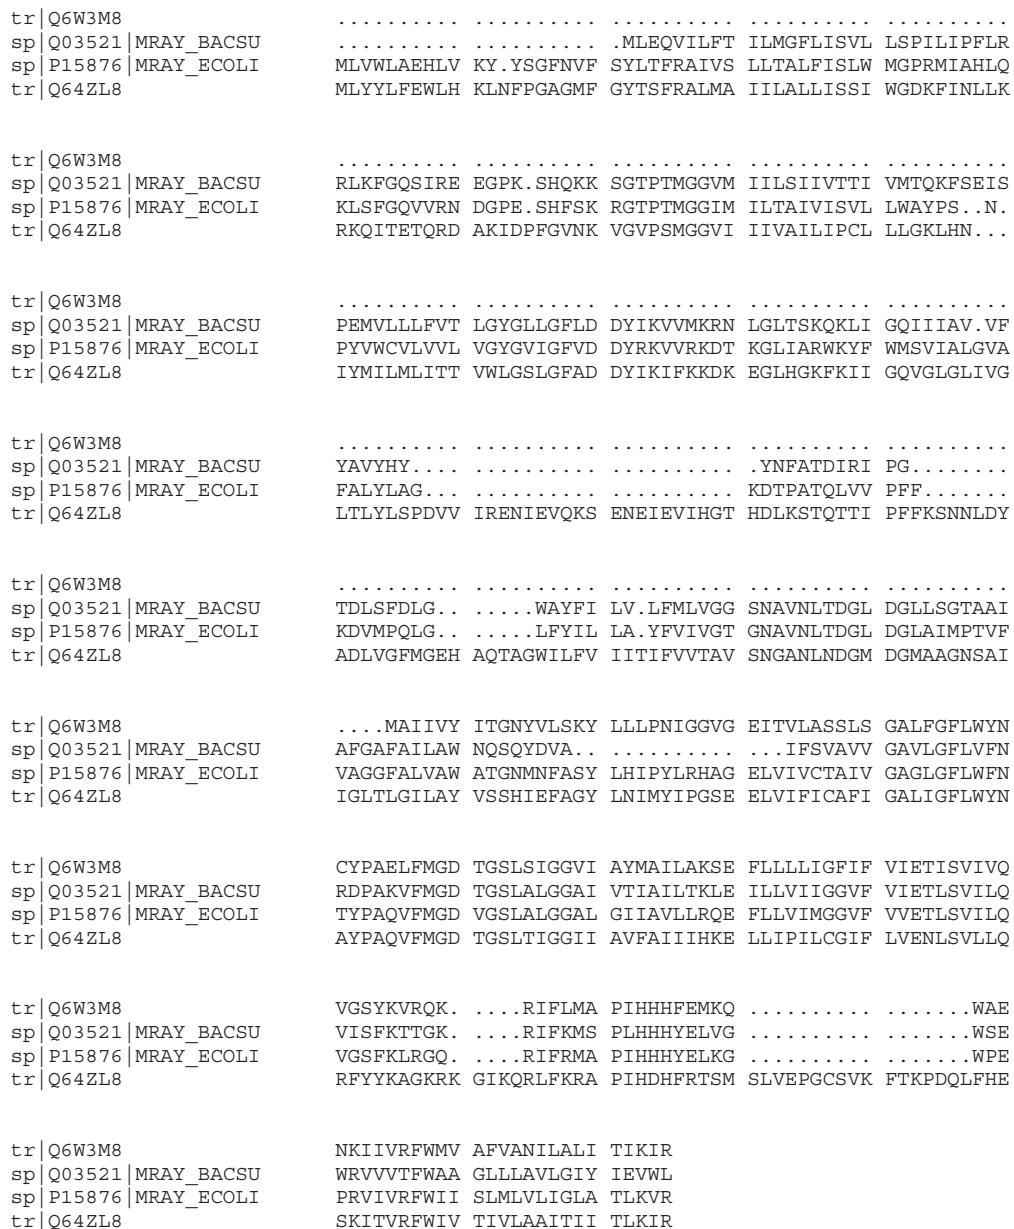 tr|Q6W3M8 .......... .......... .......... .......... ..........
sp|Q03521|MRAY_BACSU .......... .......... .MLEQVILFT ILMGFLISVL LSPILIPFLR
sp|P15876|MRAY_ECOLI MLVWLAEHLV KY.YSGFNVF SYLTFRAIVS LLTALFISLW MGPRMIAHLQ
tr|Q64ZL8 MLYYLFEWLH KLNFPGAGMF GYTSFRALMA IILALLISSI WGDKFINLLK
tr|Q6W3M8 .......... .......... .......... .......... ..........
sp|Q03521|MRAY_BACSU RLKFGQSIRE EGPK.SHQKK SGTPTMGGVM IILSIIVTTI VMTQKFSEIS
sp|P15876|MRAY_ECOLI KLSFGQVVRN DGPE.SHFSK RGTPTMGGIM ILTAIVISVL LWAYPS..N.
tr|Q64ZL8 RKQITETQRD AKIDPFGVNK VGVPSMGGVI IIVAILIPCL LLGKLHN...
tr|Q6W3M8 .......... .......... .......... .......... ..........
sp|Q03521|MRAY_BACSU PEMVLLLFVT LGYGLLGFLD DYIKVVMKRN LGLTSKQKLI GQIIIAV.VF
sp|P15876|MRAY_ECOLI PYVWCVLVVL VGYGVIGFVD DYRKVVRKDT KGLIARWKYF WMSVIALGVA
tr|Q64ZL8 IYMILMLITT VWLGSLGFAD DYIKIFKKDK EGLHGKFKII GQVGLGLIVG
tr|Q6W3M8 .......... .......... .......... .......... ..........
sp|Q03521|MRAY_BACSU YAVYHY.... .......... .......... .YNFATDIRI PG........
sp|P15876|MRAY_ECOLI FALYLAG... .......... .......... KDTPATQLVV PFF.......
tr|Q64ZL8 LTLYLSPDVV IRENIEVQKS ENEIEVIHGT HDLKSTQTTI PFFKSNNLDY
tr|Q6W3M8 .......... .......... .......... .......... ..........
sp|Q03521|MRAY_BACSU TDLSFDLG.. ......WAYFI LV.LFMLVGG SNAVNLTDGL DGLLSGTAAI
sp|P15876|MRAY_ECOLI KDVMPQLG.. ......LFYIL LA.YFVIVGT GNAVNLTDGL DGLAIMPTVF
tr|Q64ZL8 ADLVGFMGEH AQTAGWILFV IITIFVVTAV SNGANLNDGM DGMAAGNSAI
tr|Q6W3M8 ....MAIIVY ITGNYVLSKY LLLPNIGGVG EITVLASSLS GALFGFLWYN
sp|Q03521|MRAY_BACSU AFGAFAILAW NQSQYDVA.. .......... ...IFSVAVV GAVLGFLVFN
sp|P15876|MRAY_ECOLI VAGGFALVAW ATGNMNFASY LHIPYLRHAG ELVIVCTAIV GAGLGFLWFN
tr|Q64ZL8 IGLTLGILAY VSSHIEFAGY LNIMYIPGSE ELVIFICAFI GALIGFLWYN
tr|Q6W3M8 CYPAELFMGD TGSLSIGGVI AYMAILAKSE FLLLLIGFIF VIETISVIVQ
sp|Q03521|MRAY_BACSU RDPAKVFMGD TGSLALGGAI VTIAILTKLE ILLVIIGGVF VIETLSVILQ
sp|P15876|MRAY_ECOLI TYPAQVFMGD VGSLALGGAL GIIAVLLRQE FLLVIMGGVF VVETLSVILQ
tr|Q64ZL8 AYPAQVFMGD TGSLTIGGII AVFAIIIHKE LLIPILCGIF LVENLSVLLQ
tr|Q6W3M8 VGSYKVRQK. ....RIFLMA PIHHHFEMKQ .......... .......WAE
sp|Q03521|MRAY_BACSU VISFKTTGK. ....RIFKMS PLHHHYELVG .......... .......WSE
sp|P15876|MRAY_ECOLI VGSFKLRGQ. ....RIFRMA PIHHHYELKG .......... .......WPE
tr|Q64ZL8 RFYYKAGKRK GIKQRLFKRA PIHDHFRTSM SLVEPGCSVK FTKPDQLFHE
tr|Q6W3M8 NKIIVRFWMV AFVANILALI TIKIR
sp|Q03521|MRAY_BACSU WRVVVTFWAA GLLLAVLGIY IEVWL
sp|P15876|MRAY_ECOLI PRVIVRFWII SLMLVLIGLA TLKVR
tr|Q64ZL8 SKITVRFWIV TIVLAAITII TLKIR